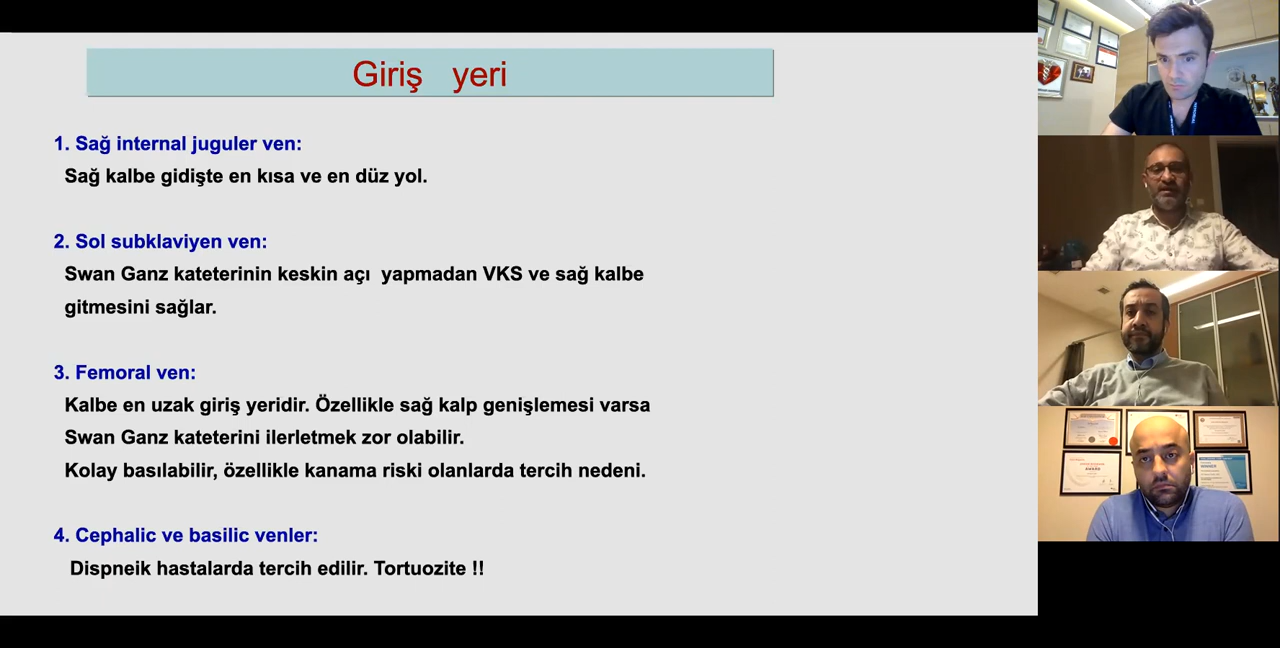 Giriş yeri
1. Sağ internal juguler ven:
Sağ kalbe gidişte en kısa ve en düz yol.
2. Sol subklaviyen ven:
Swan Ganz kateterinin keskin açı yapmadan VKS ve sağ kalbe
gitmesini sağlar.
3. Femoral ven:
Kalbe en uzak giriş yeridir. Özellikle sağ kalp genişlemesi varsa
Swan Ganz kateterini ilerletmek zor olabilir.
Kolay basılabilir, özellikle kanama riski olanlarda tercih nedeni.
4. Cephalic ve basilic venler:
Dispneik hastalarda tercih edilir. Tortuozite !!
AWARD
WINNER